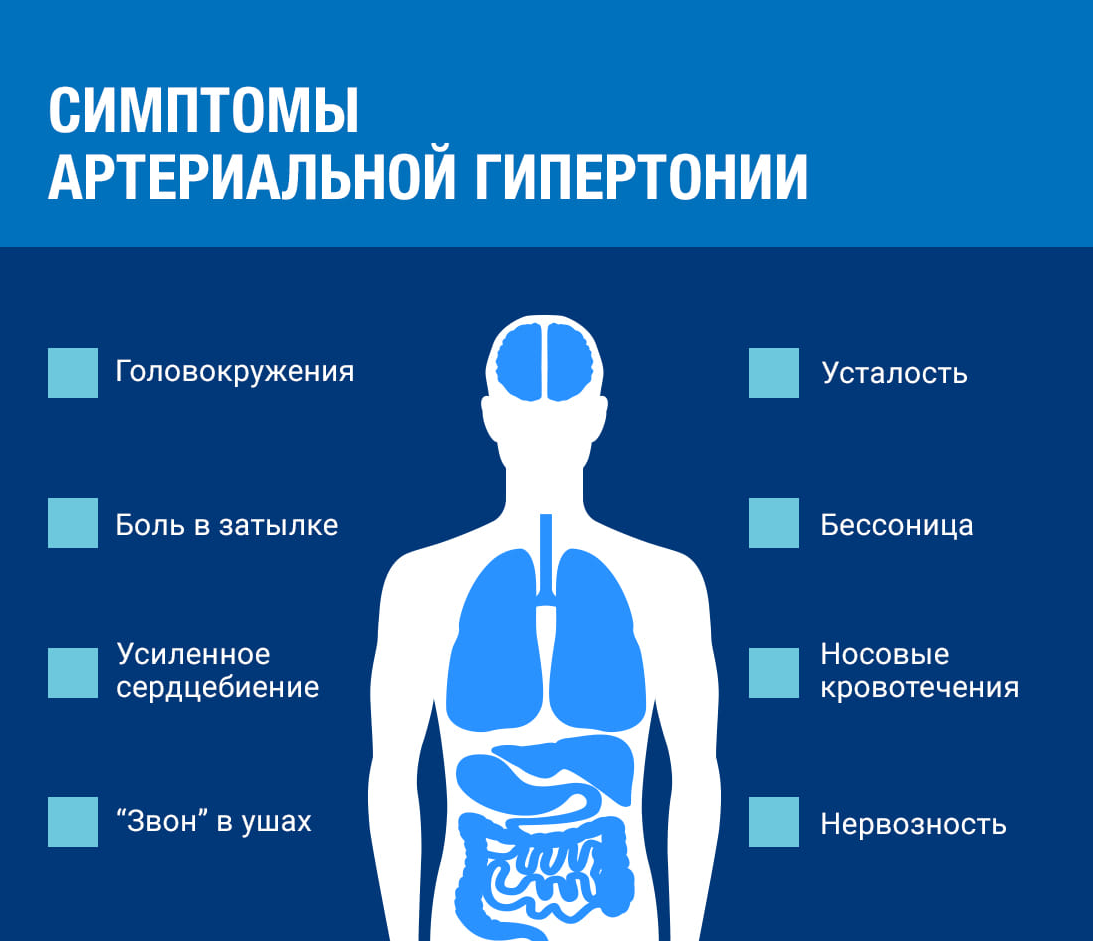 СИМПТОМЫ
АРТЕРИАЛЬНОЙ ГИПЕРТОНИИ
Головокружения
Боль в затылке
Усиленное
сердцебиение
“Звон” в ушах
Усталость
Бессоница
Носовые
кровотечения
Нервозность